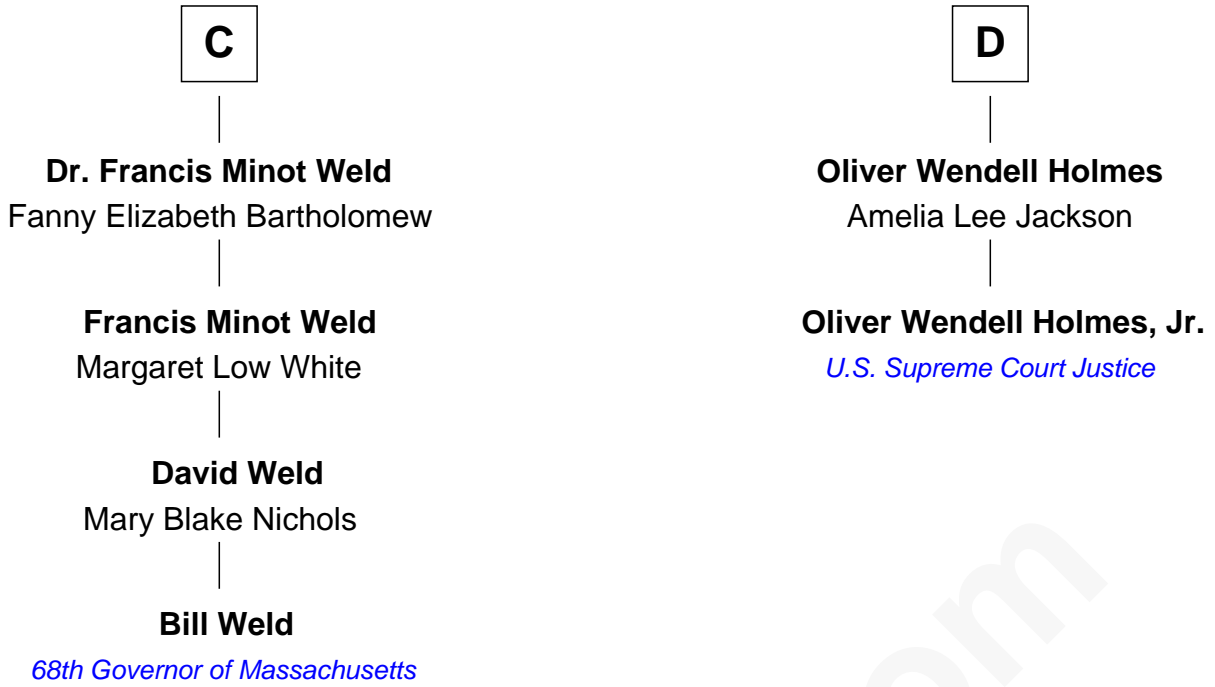 C
Dr. Francis Minot Weld
Fanny Elizabeth Bartholomew
Francis Minot Weld
Margaret Low White
David Weld
Mary Blake Nichols
Bill Weld
68th Governor of Massachusetts
D
Oliver Wendell Holmes
Amelia Lee Jackson
Oliver Wendell Holmes, Jr.
U.S. Supreme Court Justice
om